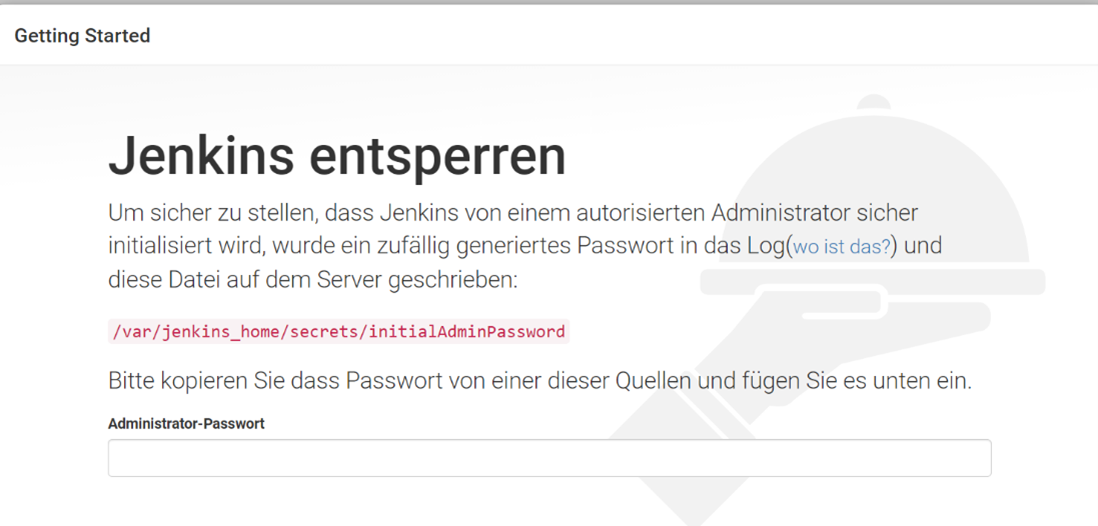 Getting Started
Jenkins entsperren
Um sicher zu stellen, dass Jenkins von einem autorisierten Administrator sicher
initialisiert wird, wurde ein zufällig generiertes Passwort in das Log(wo ist das?) und
diese Datei auf dem Server geschrieben:
/var/jenkins_home/secrets/initialAdminPassword
Bitte kopieren Sie dass Passwort von einer dieser Quellen und fügen Sie es unten ein.
Administrator-Passwort